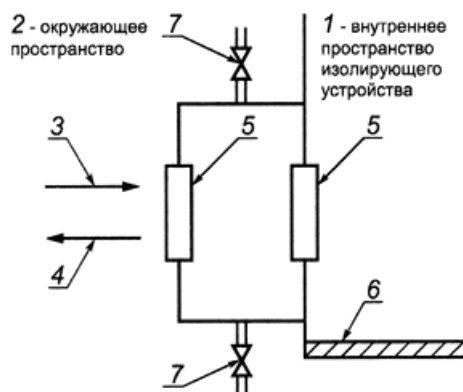 2 - окружающее
пространство
7
1 - внутреннее
пространство
изолирующего
устройства
3
5
5
4
6
7